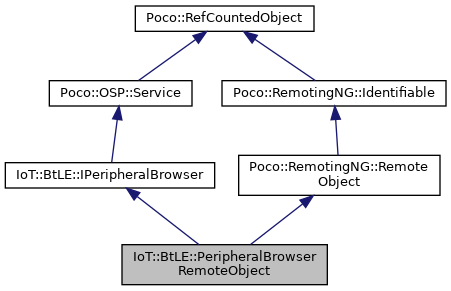 Poco::RefCountedObject
Poco::OSP::Service
Poco::RemotingNG::Identifiable
IoT::BtLE::IPeripheralBrowser
Poco::RemotingNG::Remote
Object
IoT::BtLE::PeripheralBrowser
RemoteObject